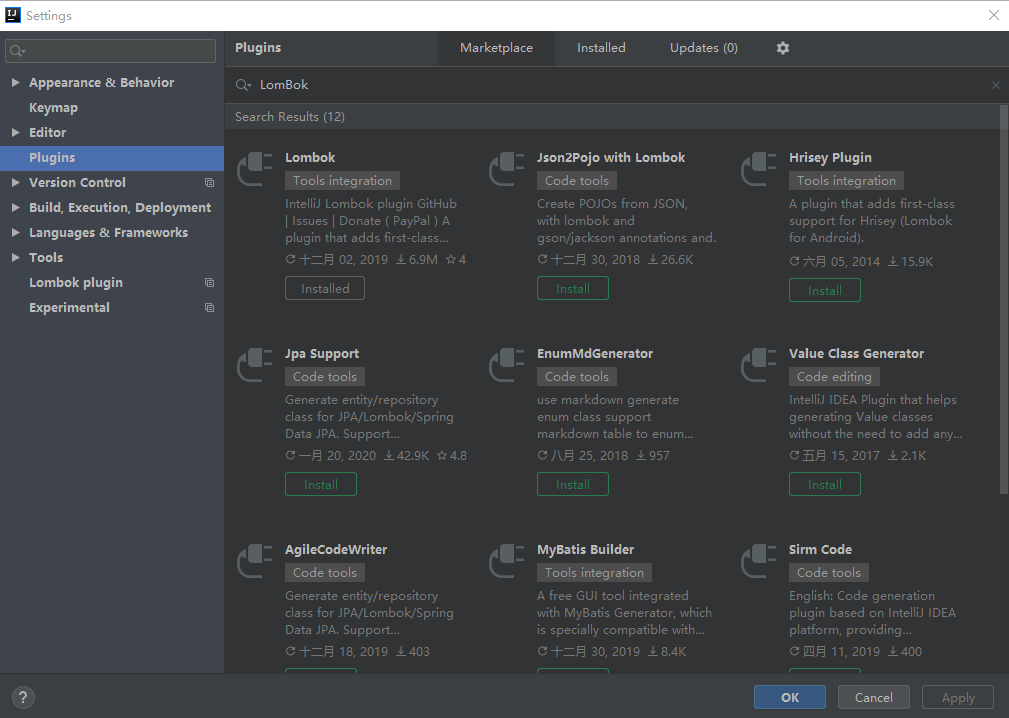 Settings
Plugins
Marketplace
Installed
Updates (0)
Appearance & Behavior
Keymap
Editor
Plugins
Version Control
Build, Execution, Deployment
Languages & Frameworks
Tools
Lombok plugin
Experimental
LomBok
Search Results (12)
Lombok
Tools integration
IntelliJ Lombok plugin GitHub
| Issues | Donate ( PayPal ) A
plugin that adds first-class...
十二月 02, 2019 6.9M 4
Installed
Json2Pojo with Lombok
Code tools
Create POJOs from JSON,
with lombok and
gson/jackson annotations and.
十二月 30, 2018 26.6K
Install
Hrisey Plugin
Tools integration
A plugin that adds first-class
support for Hrisey (Lombok
for Android).
六月 05, 2014 15.9K
Install
Jpa Support
Code tools
Generate entity/repository
class for JPA/Lombok/Spring
Data JPA. Support...
一月 20, 2020 42.9K 4.8
Install
EnumMdGenerator
Code tools
use markdown generate
enum class support
markdown table to enum...
八月 25, 2018 957
Install
Value Class Generator
Code editing
IntelliJ IDEA Plugin that helps
generating Value classes
without the need to add any...
五月 15, 2017 2.1K
Install
AgileCodeWriter
Code tools
Generate entity/repository
class for JPA/Lombok/Spring
Data JPA. Support...
十二月 18, 2019 403
MyBatis Builder
Tools integration
A free GUI tool integrated
with MyBatis Generator, which
is specially compatible with...
十二月 30, 2019 8.4K
Sirm Code
Code tools
English: Code generation
plugin based on IntelliJ IDEA
platform, providing...
四月 11, 2019 400
?
OK
Cancel
Apply